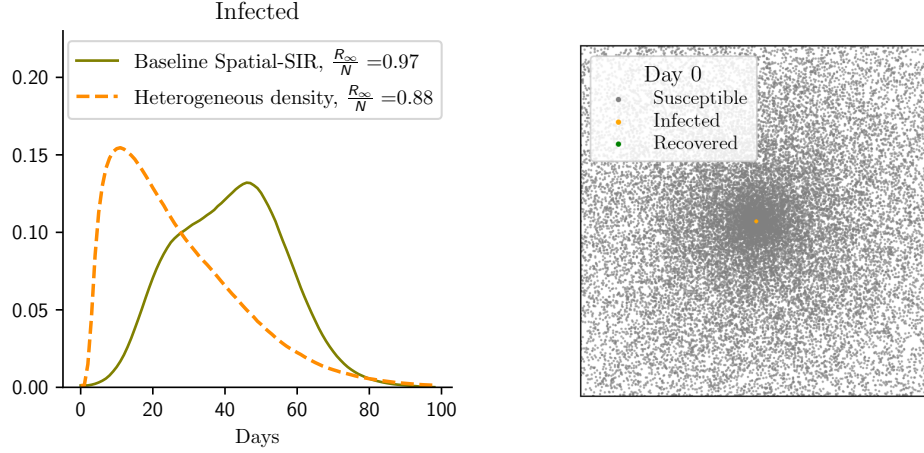 Infected
Baseline Spatial-SIR, R∞/N =0.97
Heterogeneous density, R∞/N =0.88
0.20
0.15
0.10
0.05
0.00
0 20 40 60 80 100
Days
Day 0
Susceptible
Infected
Recovered